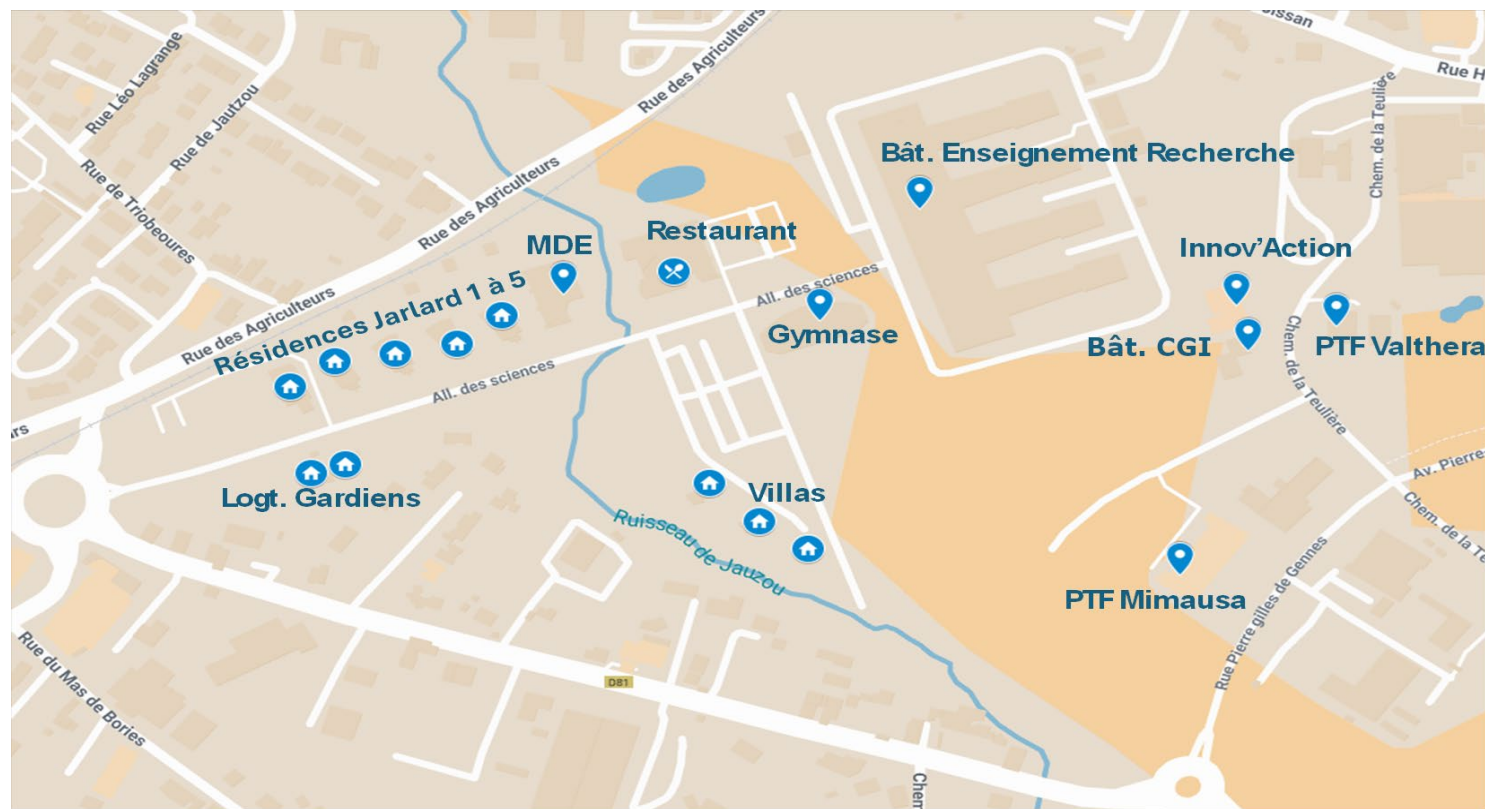 Rue Léo Lagrange
Rue de Jautzou
Rue de Triobeoures
Rue des Agriculteurs
Rue des Agriculteurs
Rue des Agriculteurs
Rue H
Chem. de la Teulière
Bât. Enseignement Recherche
MDE
Restaurant
Innov'Action
All. des sciences
Gymnase
Résidences Jarlard 1 à 5
Bât. CGI
PTF Valthera
Chem. de la Teulière
All. des sciences
rs
Logt. Gardiens
Villas
Av. Pierre
Chem. de la Te
Ruisseau de Jauzou
PTF Mimausa
Rue Pierre gilles de Gennes
Rue du Mas de Bories
D81
Chem